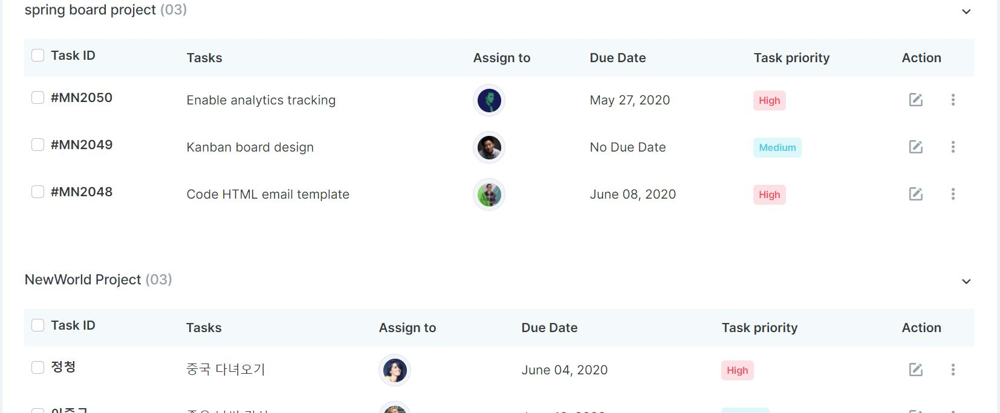 spring board project (03)
Task ID Tasks Assign to Due Date Task priority Action
#MN2050 Enable analytics tracking May 27, 2020 High
#MN2049 Kanban board design No Due Date Medium
#MN2048 Code HTML email template June 08, 2020 High
NewWorld Project (03)
Task ID Tasks Assign to Due Date Task priority Action
정청 중국 다녀오기 June 04, 2020 High